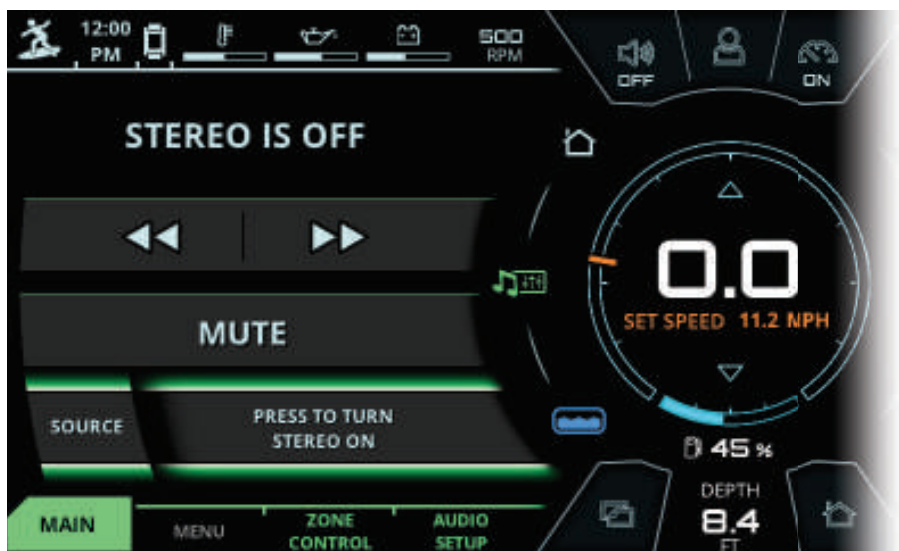 12:00
PM
500
RPM
OFF
ON
STEREO IS OFF
0.0
SET SPEED 11.2 NPH
MUTE
SOURCE
PRESS TO TURN
STEREO ON
45 %
DEPTH
8.4
FT
MAIN
MENU
ZONE
CONTROL
AUDIO
SETUP